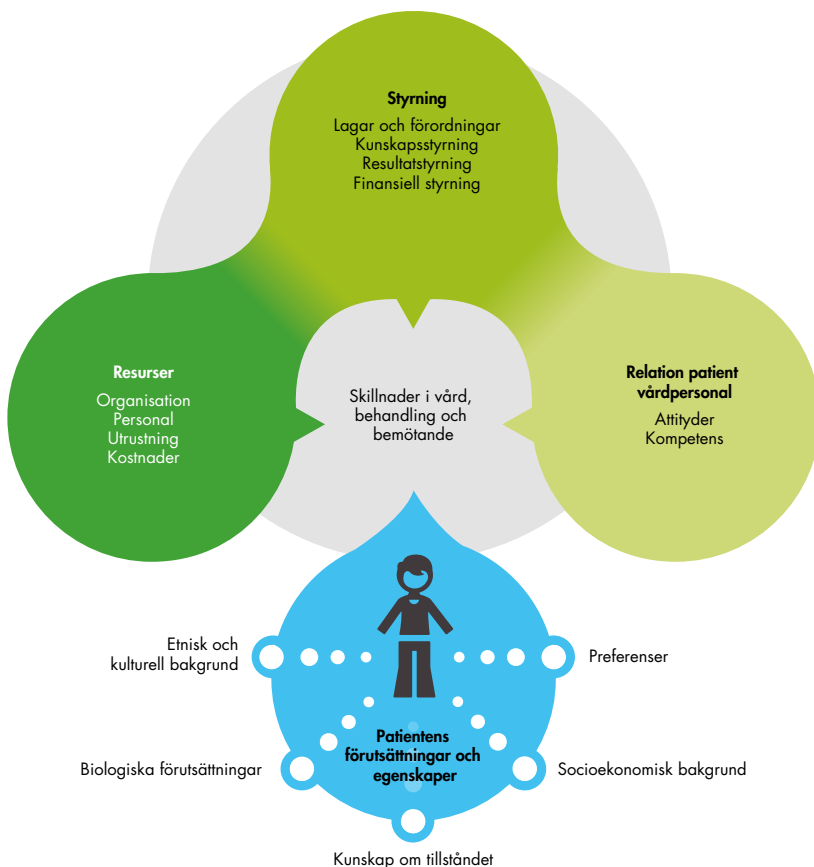 Styrning
Lagar och förordningar
Kunskapsstyrning
Resultatstyrning
Finansiell styrning
Resurser
Organisation
Personal
Utrustning
Kostnader
Skillnader i vård,
behandling och
bemötande
Relation patient
vårdpersonal
Attityder
Kompetens
Etnisk och
kulturell bakgrund
Preferenser
Patientens
förutsättningar och
egenskaper
Biologiska förutsättningar
Socioekonomisk bakgrund
Kunskap om tillståndet